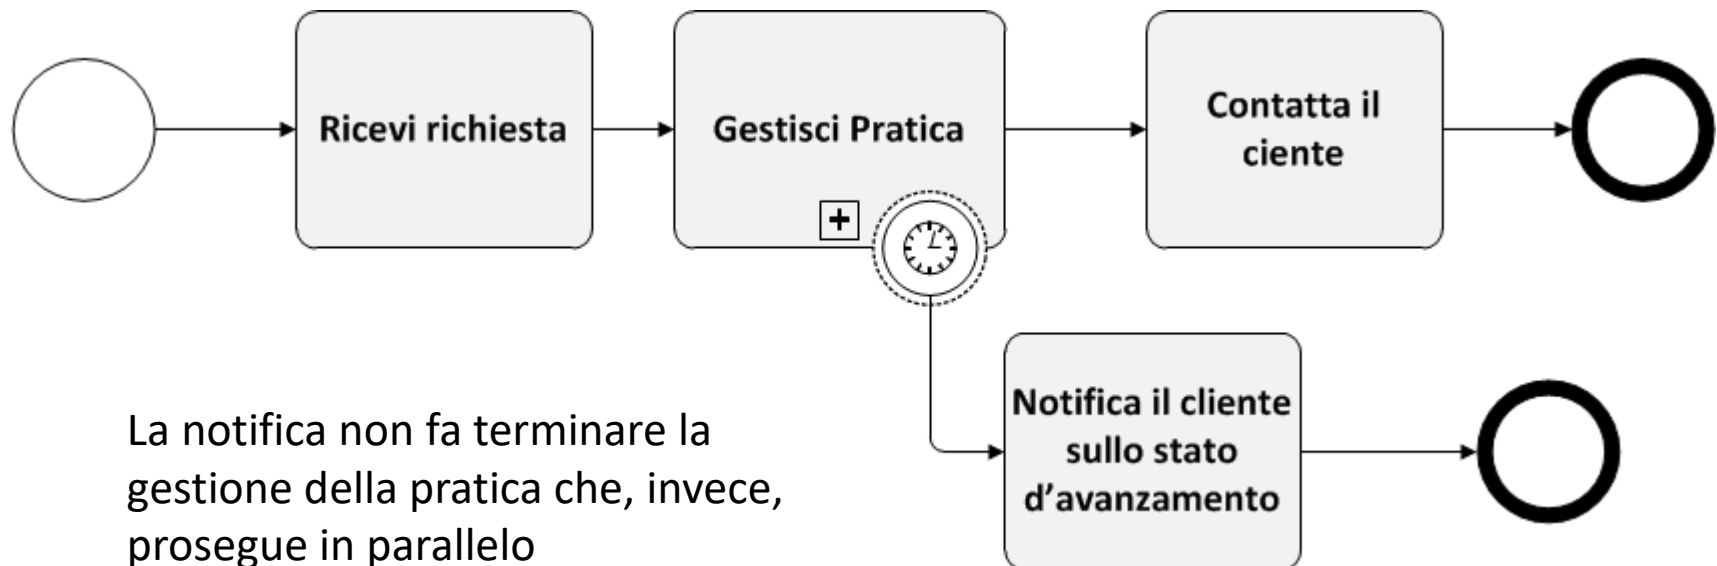 Ricevi richiesta
Gestisci Pratica
Contatta il
ciente
Notifica il cliente
sullo stato
d’avanzamento
La notifica non fa terminare la
gestione della pratica che, invece,
prosegue in parallelo